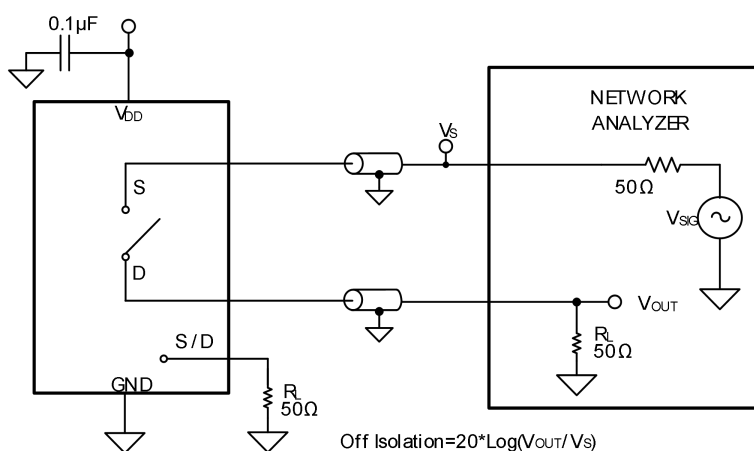 0.1µF
VDD
NETWORK
ANALYZER
VS
S
50Ω
VSIG
D
VOUT
S/D
RL
50Ω
GND
RL
50Ω
Off Isolation=20*Log(VOUT/VS)